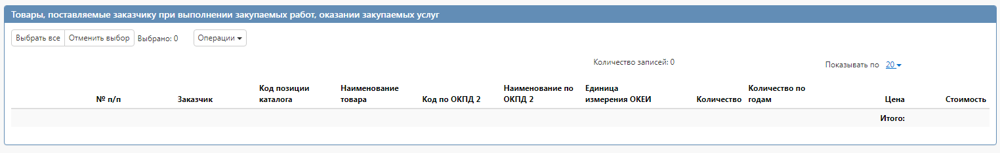 Товары, поставляемые заказчику при выполнении закупаемых работ, оказании закупаемых услуг
Выбрать все Отменить выбор Выбрано: 0 Операции
Количество записей: 0 Показывать по 20
№ п/п Заказчик Код позиции каталога Наименование товара Код по ОКПД 2 Наименование по ОКПД 2 Единица измерения ОКЕИ Количество Количество по годам Цена Стоимость
Итого: